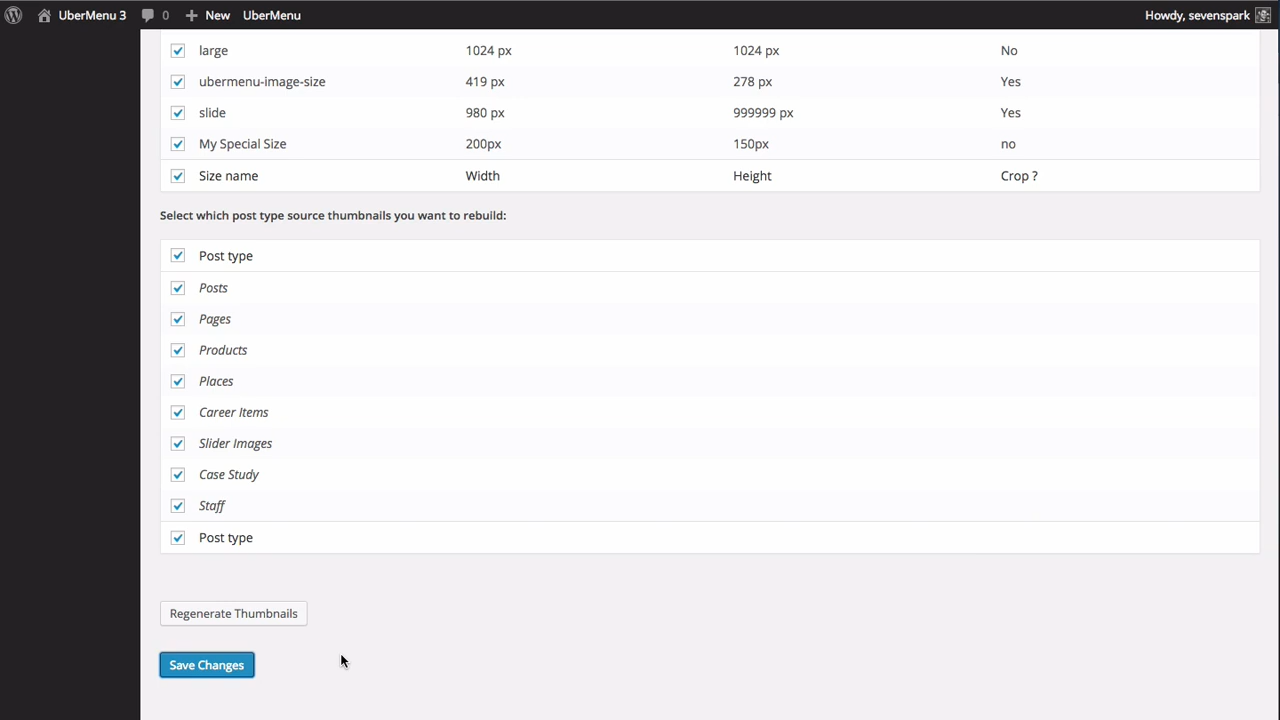 UberMenu 3 0 New UberMenu Howdy, sevenspark
large 1024 px 1024 px No
ubermenu-image-size 419 px 278 px Yes
slide 980 px 999999 px Yes
My Special Size 200px 150px no
Size name Width Height Crop ?
Select which post type source thumbnails you want to rebuild:
Post type
Posts
Pages
Products
Places
Career Items
Slider Images
Case Study
Staff
Post type
Regenerate Thumbnails
Save Changes